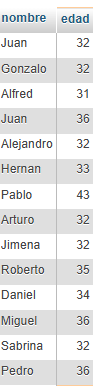 nombre edad
Juan 32
Gonzalo 32
Alfred 31
Juan 36
Alejandro 32
Hernan 33
Pablo 43
Arturo 32
Jimena 32
Roberto 35
Daniel 34
Miguel 36
Sabrina 32
Pedro 36